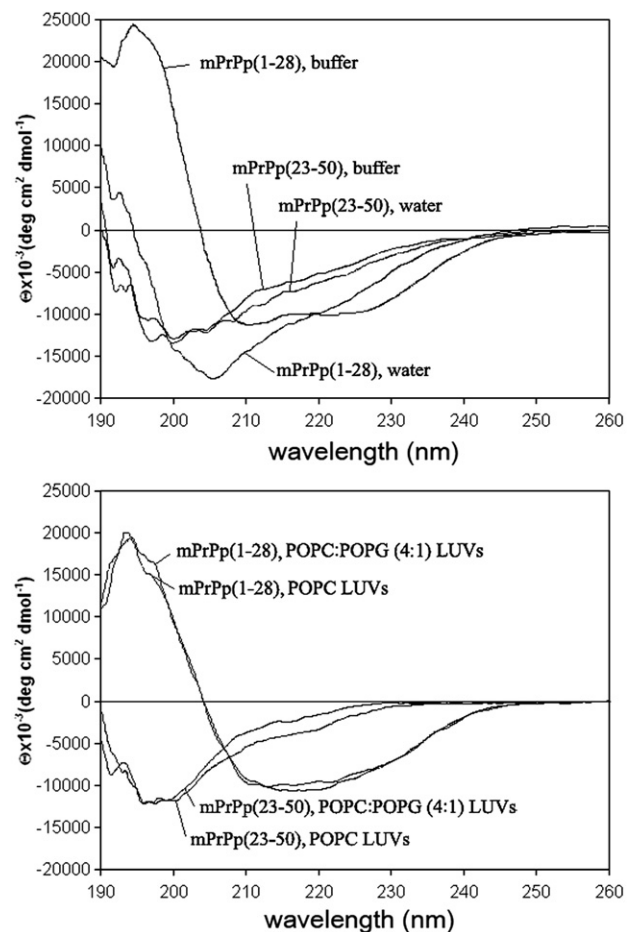 25000
20000
15000
10000
5000
0
-5000
-10000
-15000
-20000
Θx10⁻³(deg cm² dmol⁻¹)
mPrPp(1-28), buffer
mPrPp(23-50), buffer
mPrPp(23-50), water
mPrPp(1-28), water
190 200 210 220 230 240 250 260
wavelength (nm)
25000
20000
15000
10000
5000
0
-5000
-10000
-15000
-20000
Θx10⁻³(deg cm² dmol⁻¹)
mPrPp(1-28), POPC:POPG (4:1) LUVs
mPrPp(1-28), POPC LUVs
mPrPp(23-50), POPC:POPG (4:1) LUVs
mPrPp(23-50), POPC LUVs
190 200 210 220 230 240 250 260
wavelength (nm)